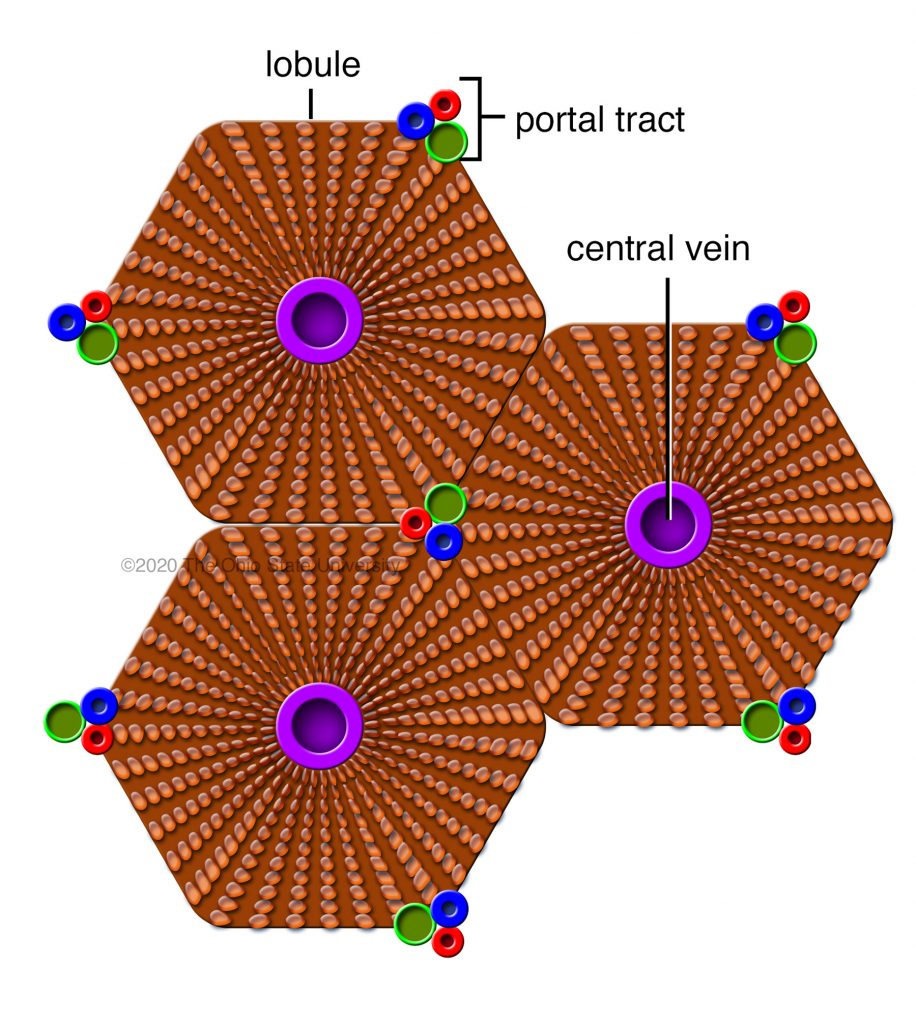 lobule
portal tract
central vein
©2020 The Ohio State University